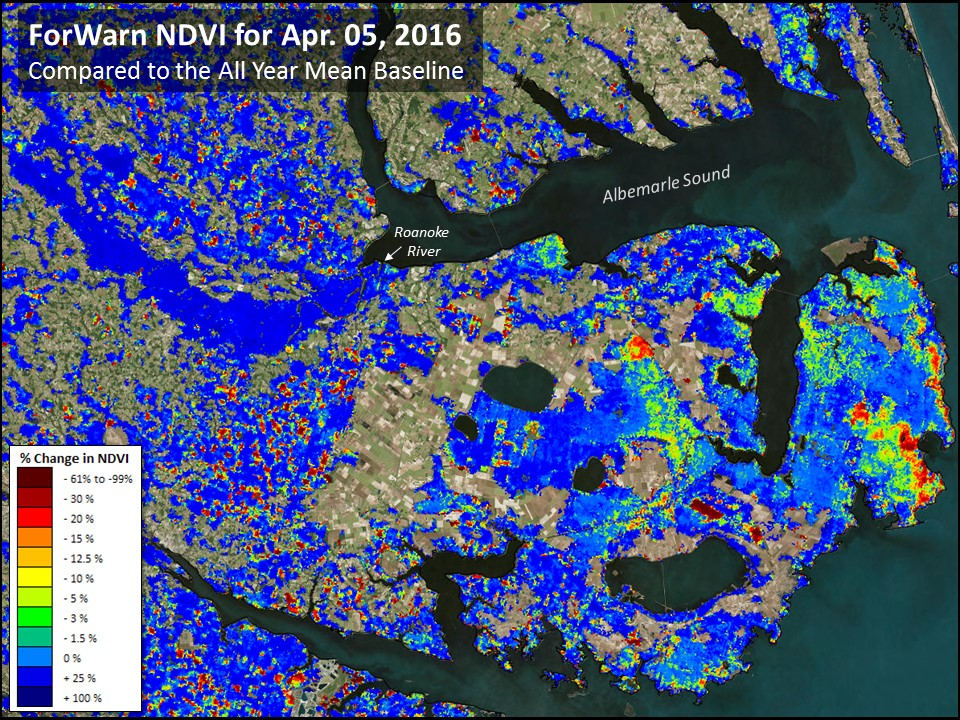 ForWarn NDVI for Apr. 05, 2016
Compared to the All Year Mean Baseline
Albemarle Sound
Roanoke
River
% Change in NDVI
- 61% to -99%
- 30 %
- 20 %
- 15 %
- 12.5 %
- 10 %
- 5 %
- 3 %
- 1.5 %
0 %
+ 25 %
+ 100 %